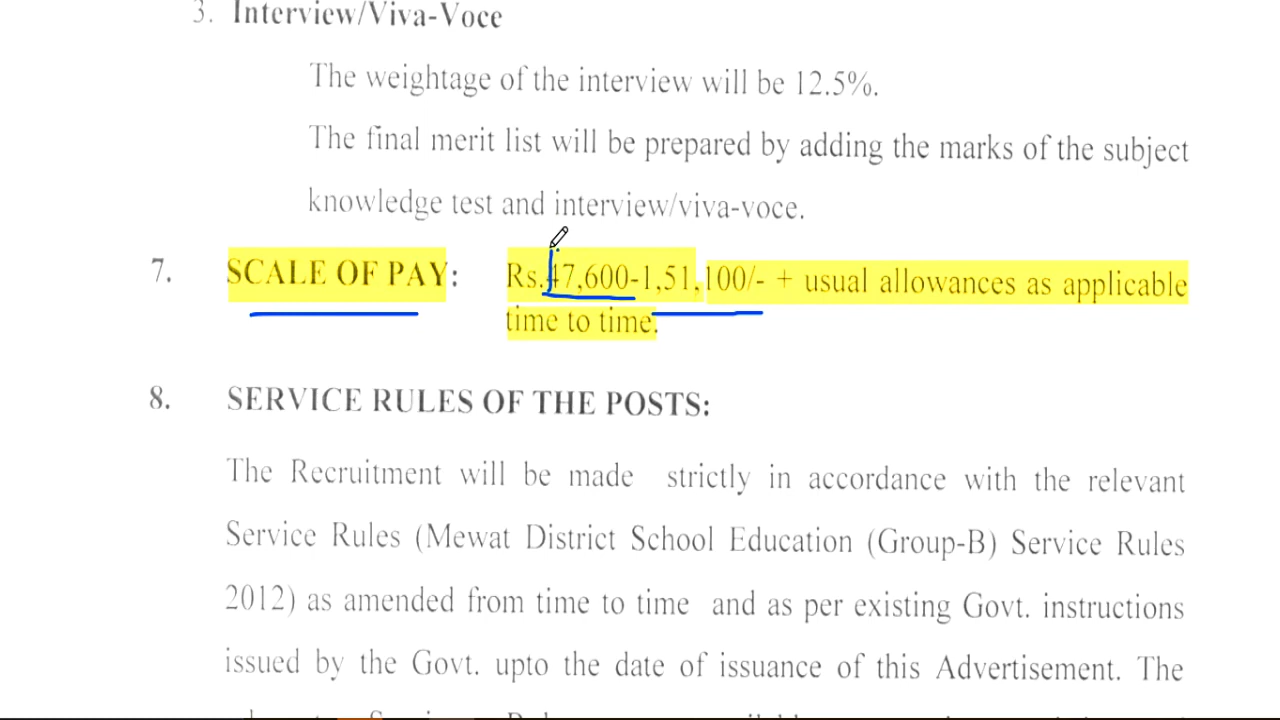 3. Interview/Viva-Voce
The weightage of the interview will be 12.5%.
The final merit list will be prepared by adding the marks of the subject
knowledge test and interview/viva-voce.
7. SCALE OF PAY: Rs.47,600-1,51,100/- + usual allowances as applicable
time to time.
8. SERVICE RULES OF THE POSTS:
The Recruitment will be made strictly in accordance with the relevant
Service Rules (Mewat District School Education (Group-B) Service Rules
2012) as amended from time to time and as per existing Govt. instructions
issued by the Govt. upto the date of issuance of this Advertisement. The